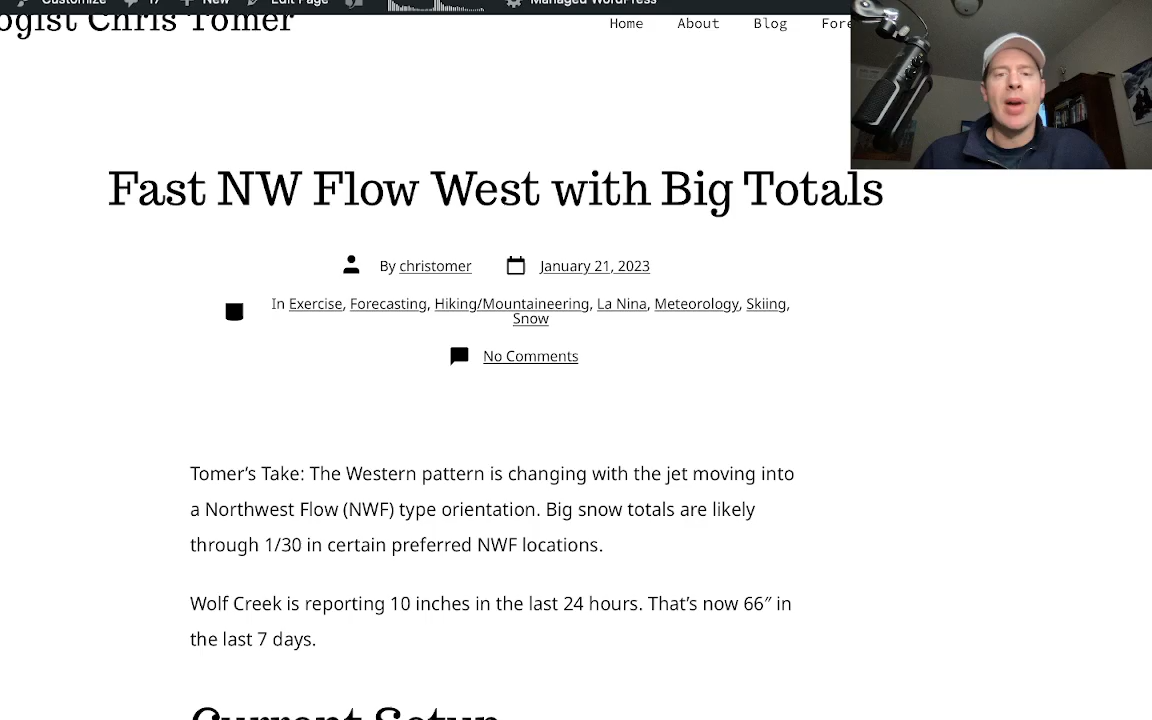 Customize 17 New Edit Page Managed WordPress
ogist Chris Tomer
Home About Blog Fore
Fast NW Flow West with Big Totals
By christomer January 21, 2023
In Exercise, Forecasting, Hiking/Mountaineering, La Nina, Meteorology, Skiing,
Snow
No Comments
Tomer’s Take: The Western pattern is changing with the jet moving into
a Northwest Flow (NWF) type orientation. Big snow totals are likely
through 1/30 in certain preferred NWF locations.
Wolf Creek is reporting 10 inches in the last 24 hours. That’s now 66″ in
the last 7 days.
Current Setup